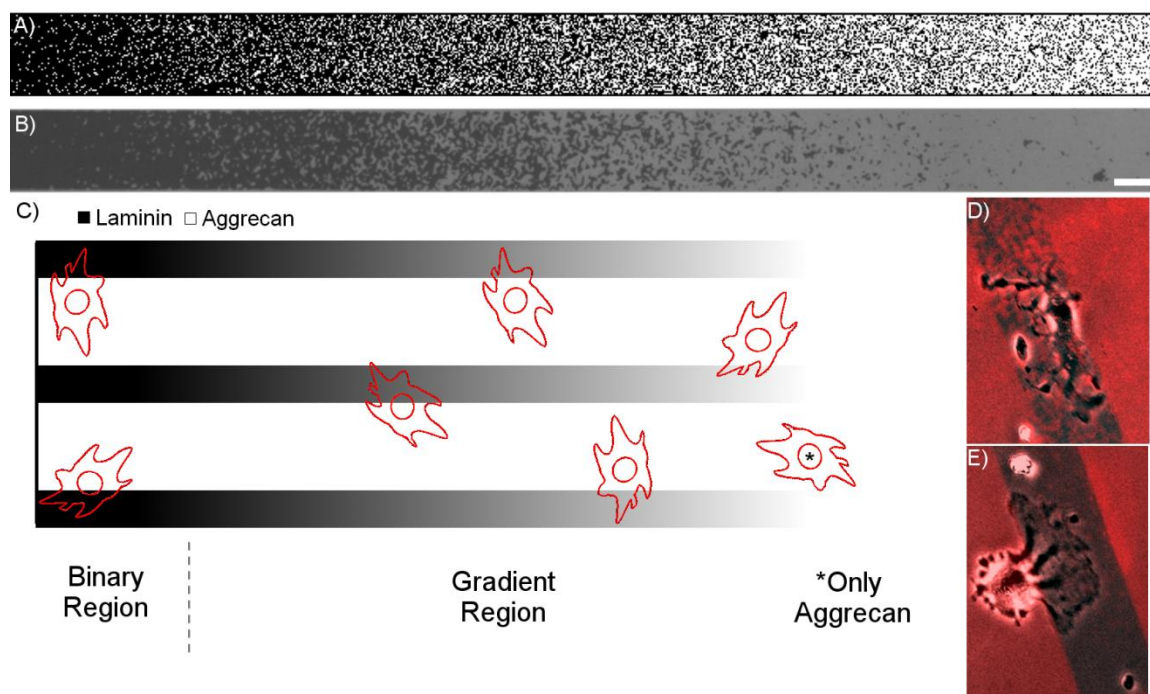 A)
B)
C)
Laminin Aggrecan
D)
E)
*
Binary
Region
Gradient
Region
*Only
Aggrecan